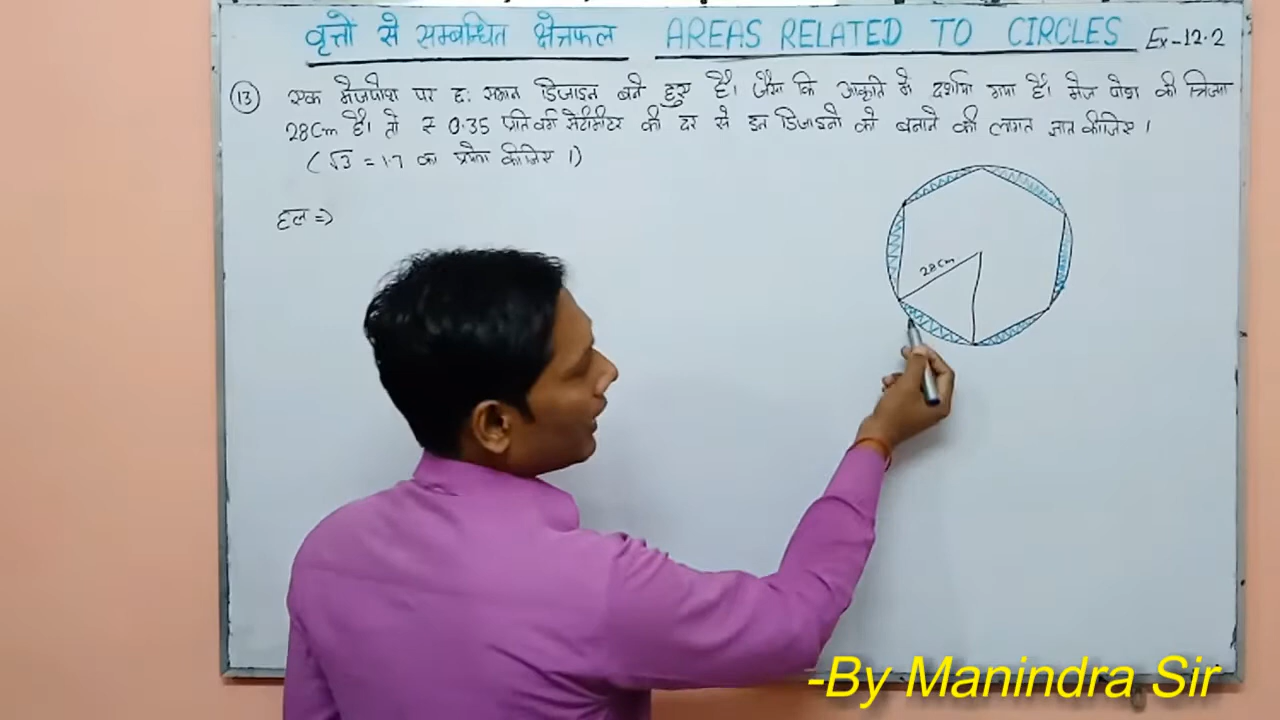 वृत्तो से सम्बन्धित क्षेत्रफल AREAS RELATED TO CIRCLES Ex-12.2
13 एक मेजपोश पर छ: समान डिजाइन बने हुए है। जैसा कि आकृति मे दर्शाया गया है। मेज पोश की त्रिज्या
28cm है। तो ₹ 0.35 प्रति वर्ग सेंटीमीटर की दर से इन डिजाइनो को बनाने की लागत ज्ञात कीजिए।
(√3 = 1.7 का प्रयोग कीजिए।)
हल =>
28cm
-By Manindra Sir